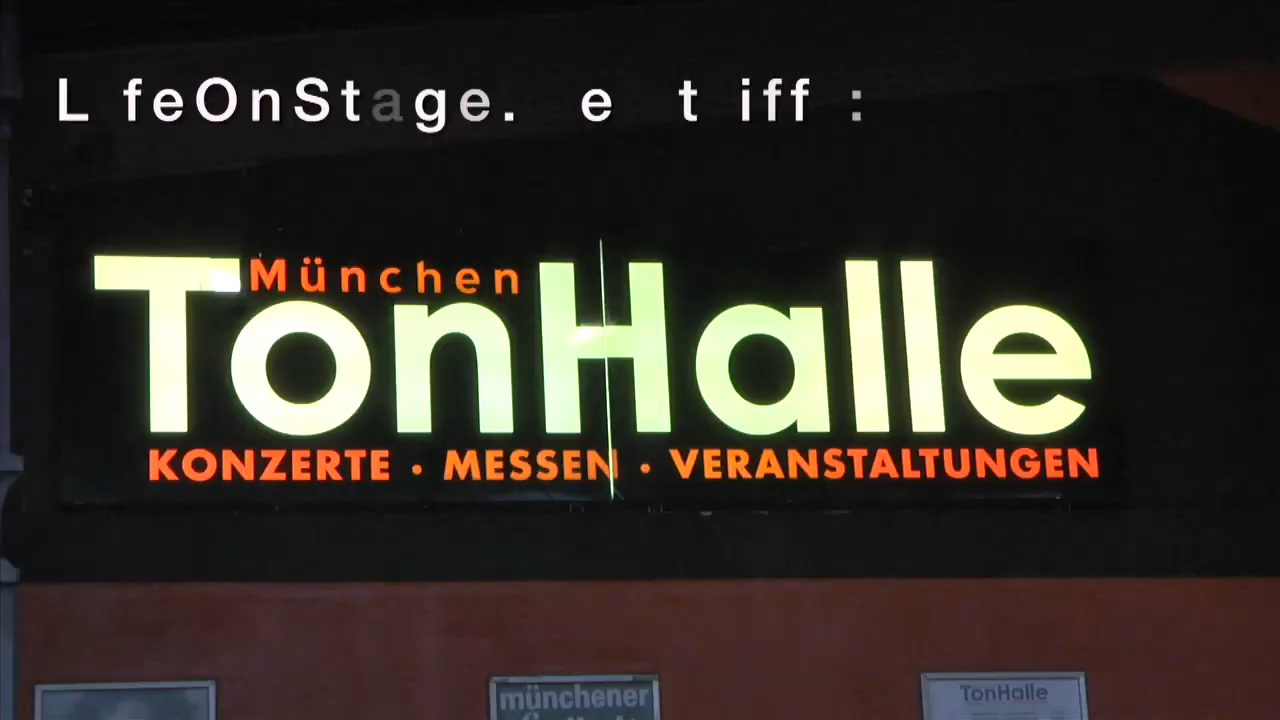 L feOnStage. e t iff :
München
TonHalle
KONZERTE · MESSEN · VERANSTALTUNGEN
münchener
TonHalle